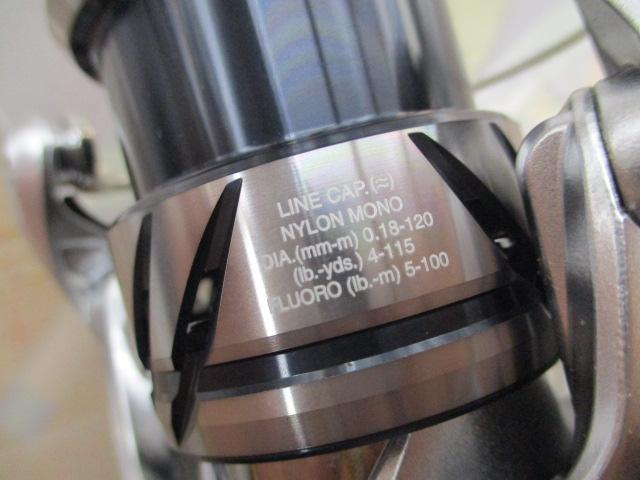 LINE CAP.(≈)
NYLON MONO
DIA.(mm-m) 0.18-120
(lb.-yds.) 4-115
FLUORO (lb.-m) 5-100